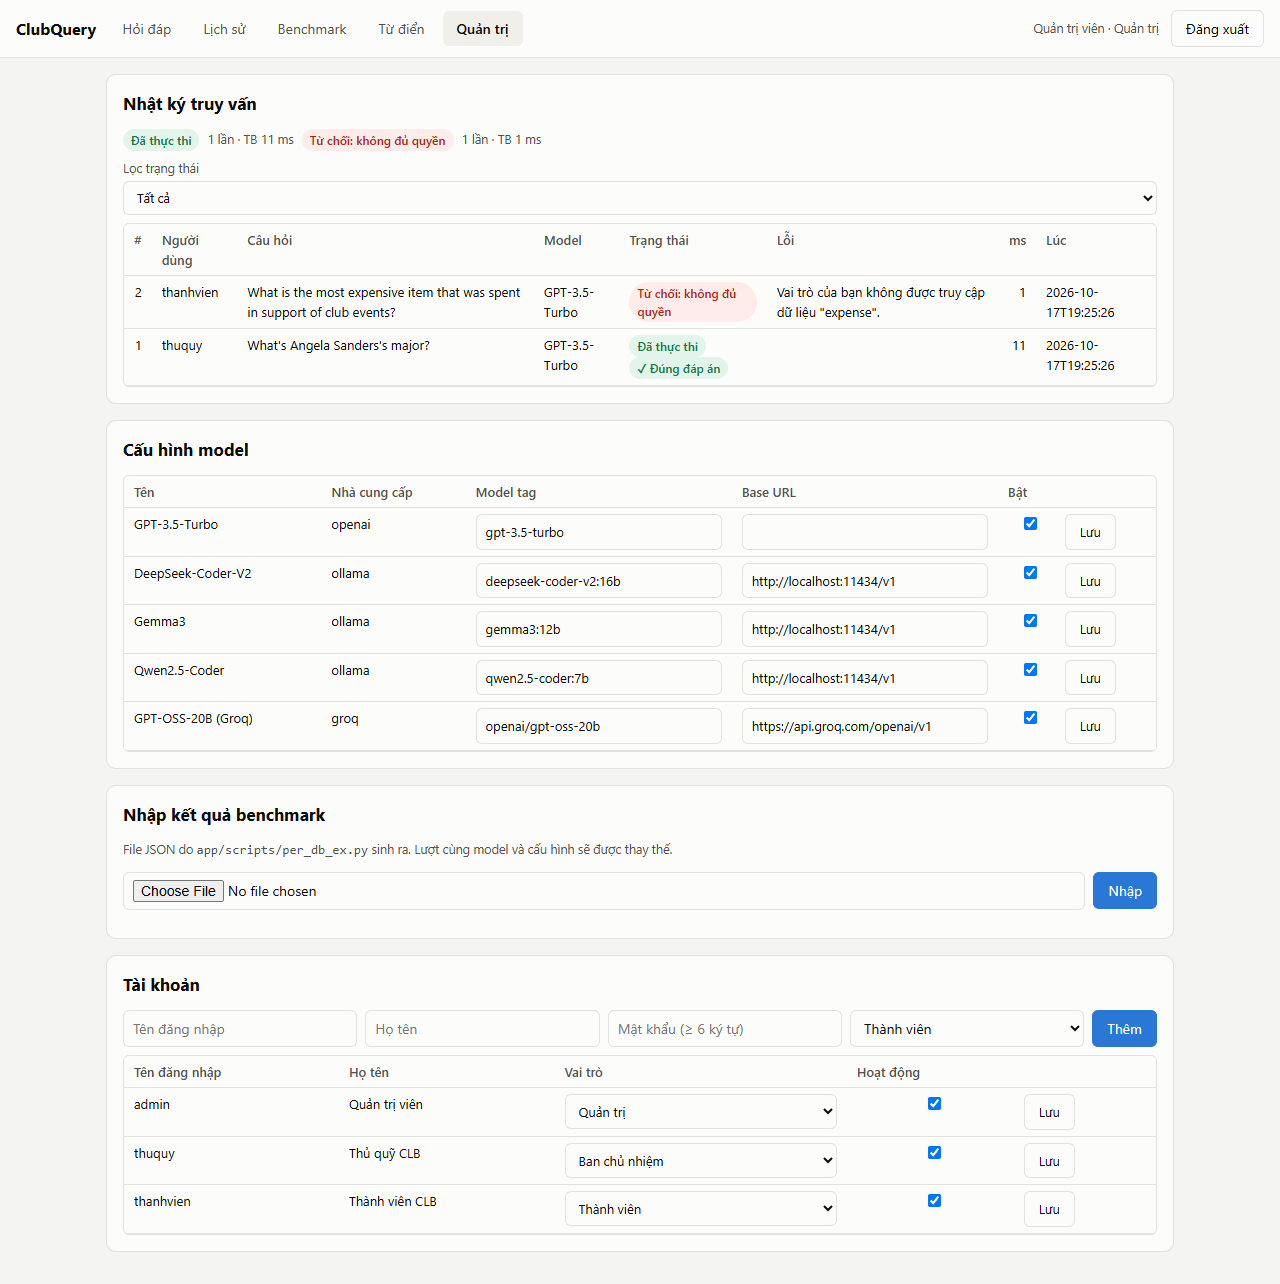 ClubQuery Hỏi đáp Lịch sử Benchmark Từ điển Quản trị Quản trị viên · Quản trị Đăng xuất
Nhật ký truy vấn
Đã thực thi 1 lần · TB 11 ms Từ chối: không đủ quyền 1 lần · TB 1 ms
Lọc trạng thái
Tất cả
# Người dùng Câu hỏi Model Trạng thái Lỗi ms Lúc
2 thanhvien What is the most expensive item that was spent in support of club events? GPT-3.5-Turbo Từ chối: không đủ quyền Vai trò của bạn không được truy cập dữ liệu "expense". 1 2026-10-17T19:25:26
1 thuquy What's Angela Sanders's major? GPT-3.5-Turbo Đã thực thi ✓ Đúng đáp án 11 2026-10-17T19:25:26
Cấu hình model
Tên Nhà cung cấp Model tag Base URL Bật
GPT-3.5-Turbo openai gpt-3.5-turbo Lưu
DeepSeek-Coder-V2 ollama deepseek-coder-v2:16b http://localhost:11434/v1 Lưu
Gemma3 ollama gemma3:12b http://localhost:11434/v1 Lưu
Qwen2.5-Coder ollama qwen2.5-coder:7b http://localhost:11434/v1 Lưu
GPT-OSS-20B (Groq) groq openai/gpt-oss-20b https://api.groq.com/openai/v1 Lưu
Nhập kết quả benchmark
File JSON do app/scripts/per_db_ex.py sinh ra. Lượt cùng model và cấu hình sẽ được thay thế.
Choose File No file chosen Nhập
Tài khoản
Tên đăng nhập Họ tên Mật khẩu (≥ 6 ký tự) Thành viên Thêm
Tên đăng nhập Họ tên Vai trò Hoạt động
admin Quản trị viên Quản trị Lưu
thuquy Thủ quỹ CLB Ban chủ nhiệm Lưu
thanhvien Thành viên CLB Thành viên Lưu